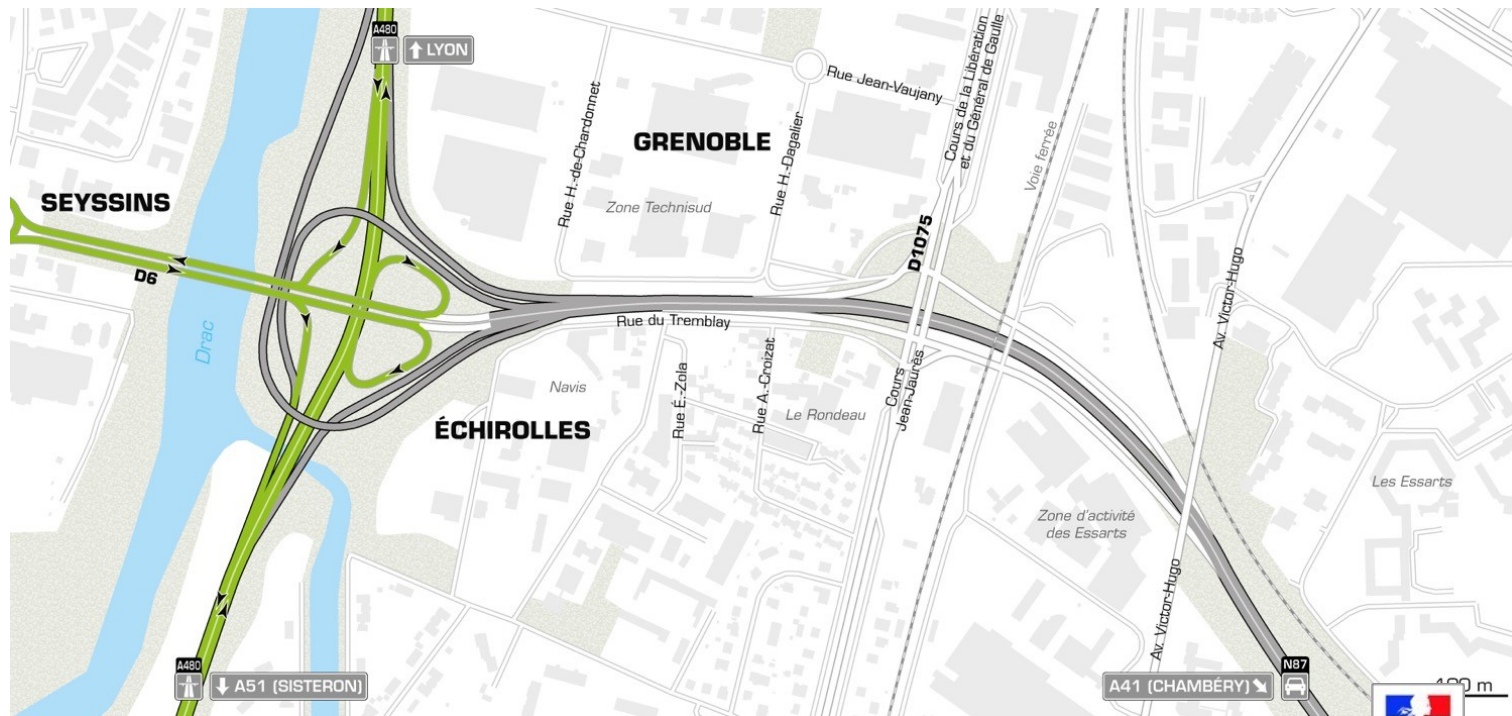 A480
↑ LYON
Rue Jean-Vaujany
Cours de la Libération
et du Général de Gaulle
Rue H.-de-Chardonnet
Rue H.-Dagalier
GRENOBLE
Voie ferrée
SEYSSINS
Zone Technisud
D1075
D6
Av. Victor-Hugo
Drac
Rue du Tremblay
Navis
Rue É.-Zola
Rue A.-Croizat
Cours
Jean-Jaurès
Le Rondeau
ÉCHIROLLES
Les Essarts
Zone d'activité
des Essarts
Av. Victor-Hugo
A480
↓ A51 (SISTERON)
A41 (CHAMBÉRY) ↘
N87